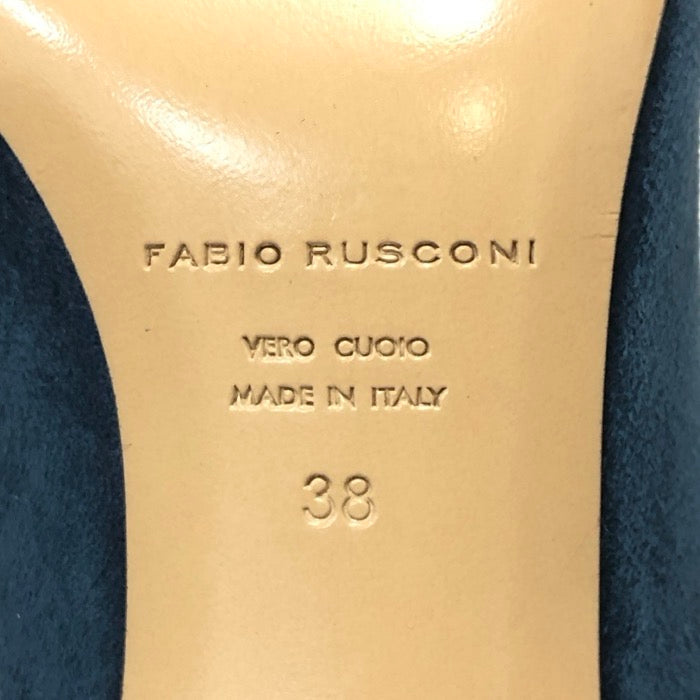 FABIO RUSCONI
VERO CUOIO
MADE IN ITALY
38